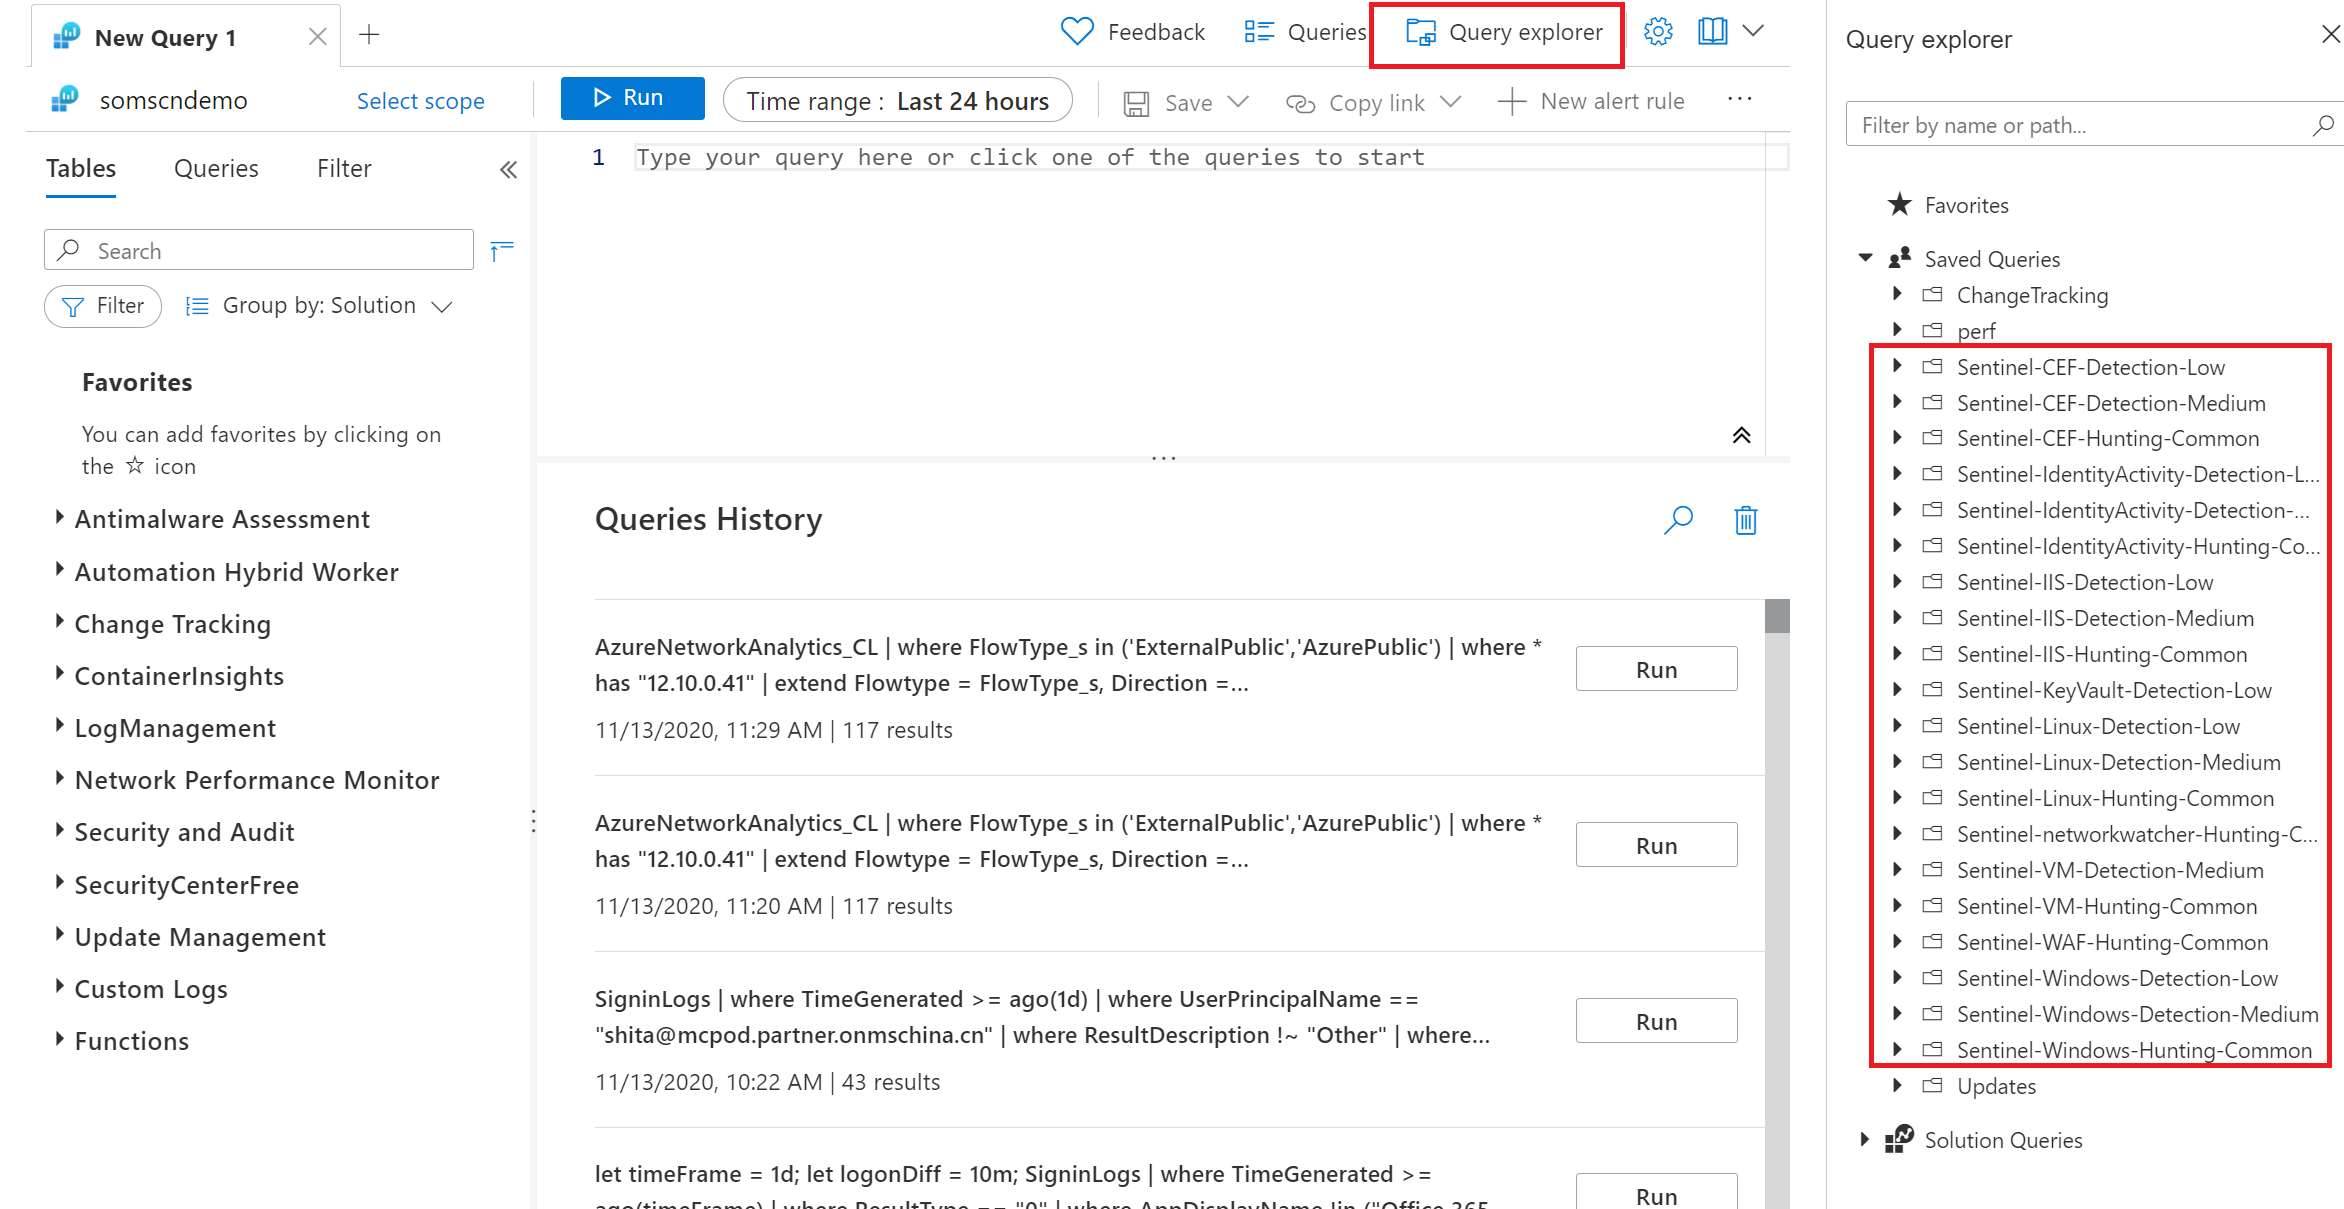 New Query 1
Feedback
Queries
Query explorer
somscndemo
Select scope
Run
Time range : Last 24 hours
Save
Copy link
New alert rule
...
Tables
Queries
Filter
Search
Filter
Group by: Solution
Favorites
You can add favorites by clicking on
the ☆ icon
Antimalware Assessment
Automation Hybrid Worker
Change Tracking
ContainerInsights
LogManagement
Network Performance Monitor
Security and Audit
SecurityCenterFree
Update Management
Custom Logs
Functions
1 Type your query here or click one of the queries to start
Queries History
AzureNetworkAnalytics_CL | where FlowType_s in ('ExternalPublic','AzurePublic') | where *
has "12.10.0.41" | extend Flowtype = FlowType_s, Direction =...
Run
11/13/2020, 11:29 AM | 117 results
AzureNetworkAnalytics_CL | where FlowType_s in ('ExternalPublic','AzurePublic') | where *
has "12.10.0.41" | extend Flowtype = FlowType_s, Direction =...
Run
11/13/2020, 11:20 AM | 117 results
SigninLogs | where TimeGenerated >= ago(1d) | where UserPrincipalName ==
"shita@mcpod.partner.onmschina.cn" | where ResultDescription !~ "Other" | where...
Run
11/13/2020, 10:22 AM | 43 results
let timeFrame = 1d; let logonDiff = 10m; SigninLogs | where TimeGenerated >=
ago(timeFrame) | where ResultType == "0" | where AppDisplayName !in ("Office 365
Run
Query explorer
Filter by name or path...
Favorites
Saved Queries
ChangeTracking
perf
Sentinel-CEF-Detection-Low
Sentinel-CEF-Detection-Medium
Sentinel-CEF-Hunting-Common
Sentinel-IdentityActivity-Detection-L...
Sentinel-IdentityActivity-Detection-...
Sentinel-IdentityActivity-Hunting-Co...
Sentinel-IIS-Detection-Low
Sentinel-IIS-Detection-Medium
Sentinel-IIS-Hunting-Common
Sentinel-KeyVault-Detection-Low
Sentinel-Linux-Detection-Low
Sentinel-Linux-Detection-Medium
Sentinel-Linux-Hunting-Common
Sentinel-networkwatcher-Hunting-C...
Sentinel-VM-Detection-Medium
Sentinel-VM-Hunting-Common
Sentinel-WAF-Hunting-Common
Sentinel-Windows-Detection-Low
Sentinel-Windows-Detection-Medium
Sentinel-Windows-Hunting-Common
Updates
Solution Queries